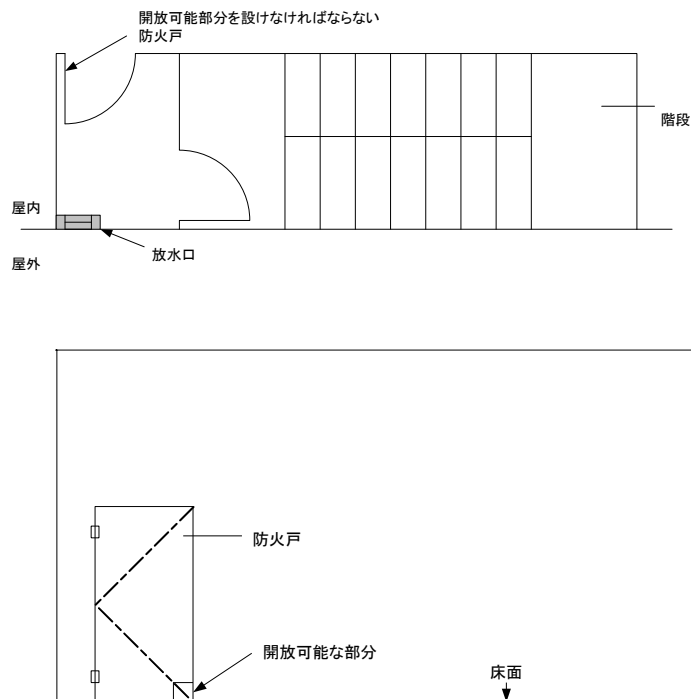 開放可能部分を設けなければならない
防火戸
階段
屋内
放水口
屋外
防火戸
開放可能な部分
床面